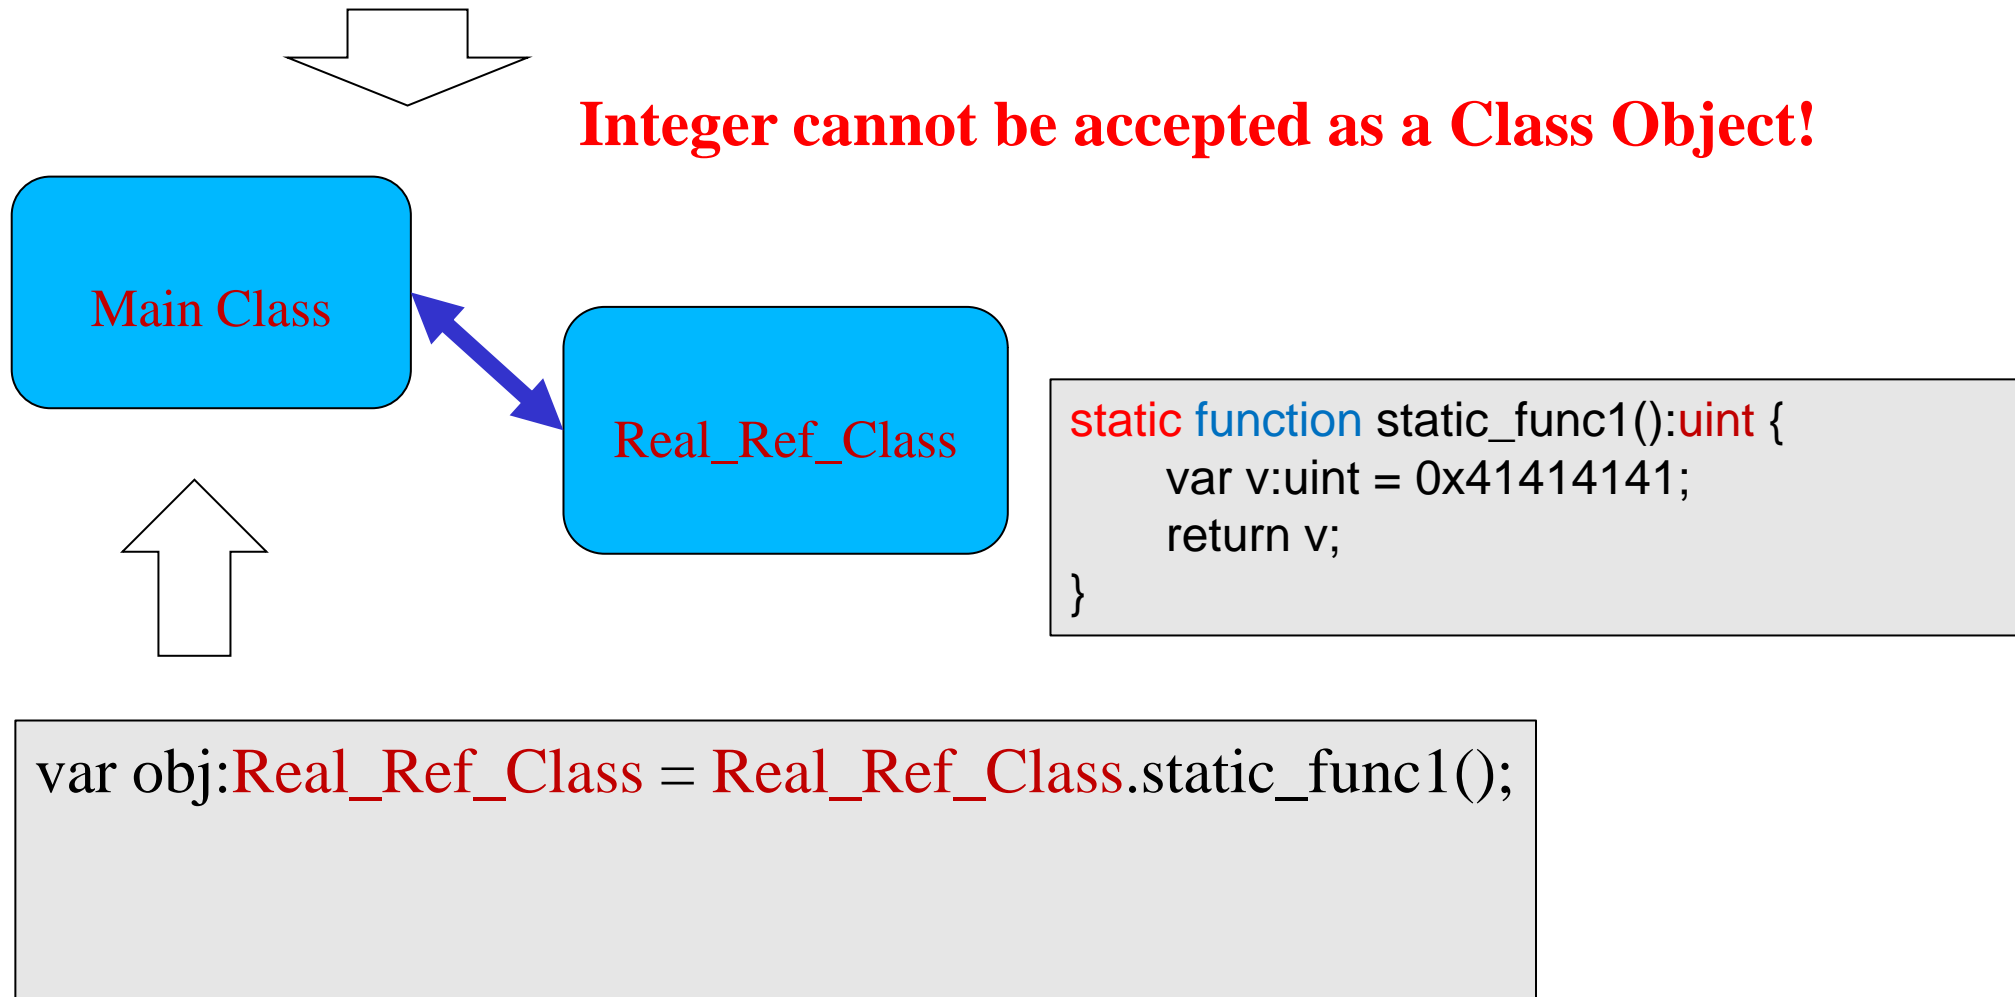 Integer cannot be accepted as a Class Object!
Main Class
Real_Ref_Class
static function static_func1():uint {
var v:uint = 0x41414141;
return v;
}
var obj:Real_Ref_Class = Real_Ref_Class.static_func1();